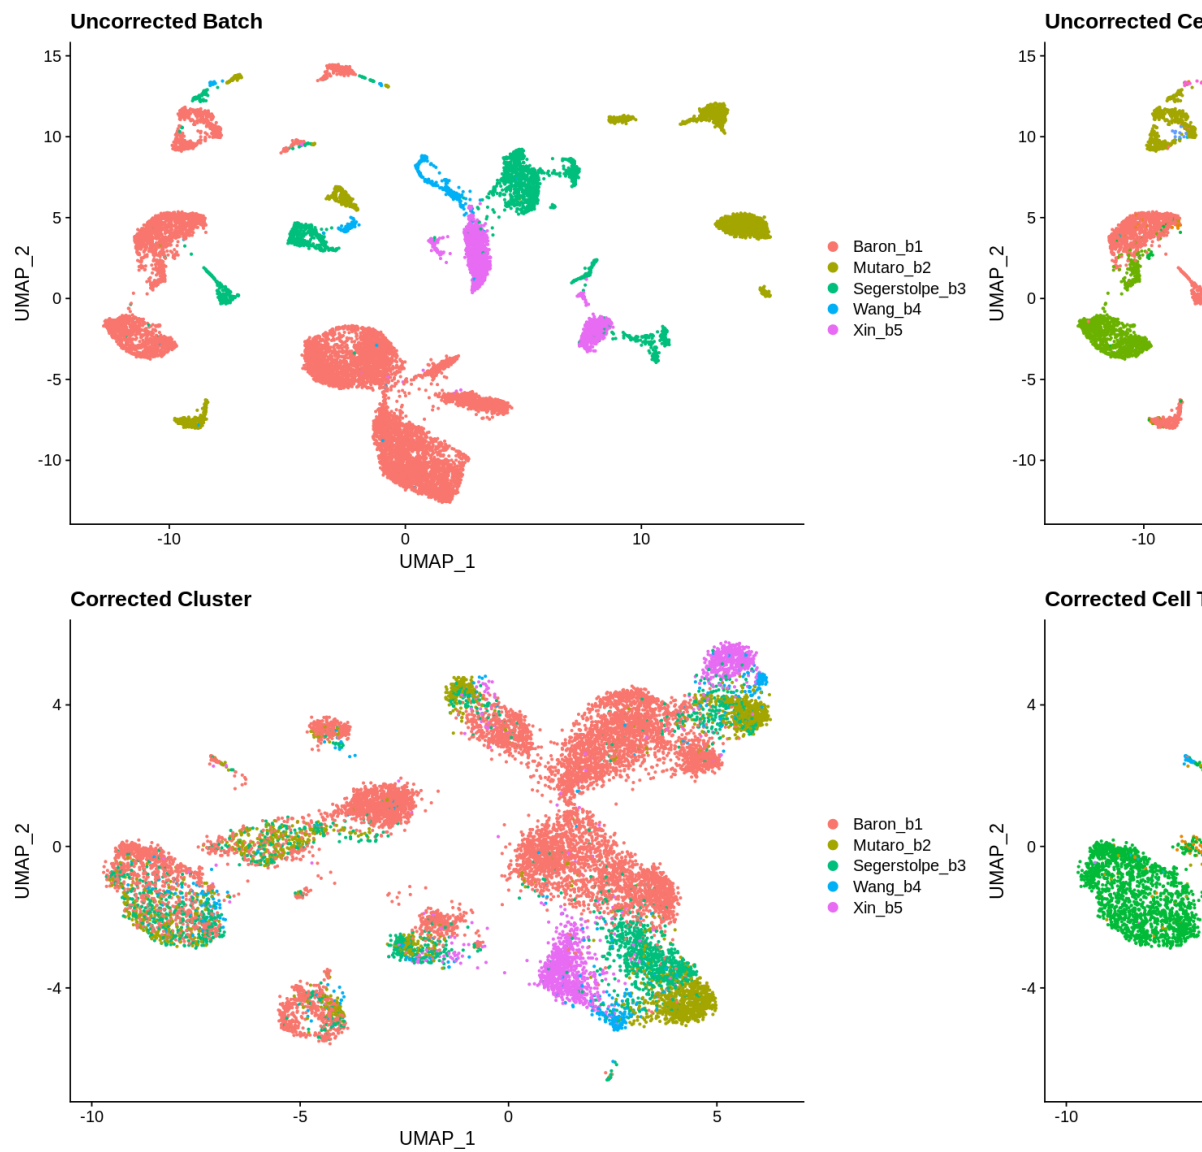 Uncorrected Batch
15
10
5
0
-5
-10
UMAP_2
-10
0
10
UMAP_1
Baron_b1
Mutaro_b2
Segerstolpe_b3
Wang_b4
Xin_b5
Uncorrected Ce
15
10
5
0
-5
-10
UMAP_2
-10
Corrected Cluster
4
0
-4
UMAP_2
-10
-5
0
5
UMAP_1
Baron_b1
Mutaro_b2
Segerstolpe_b3
Wang_b4
Xin_b5
Corrected Cell T
4
0
-4
UMAP_2
-10